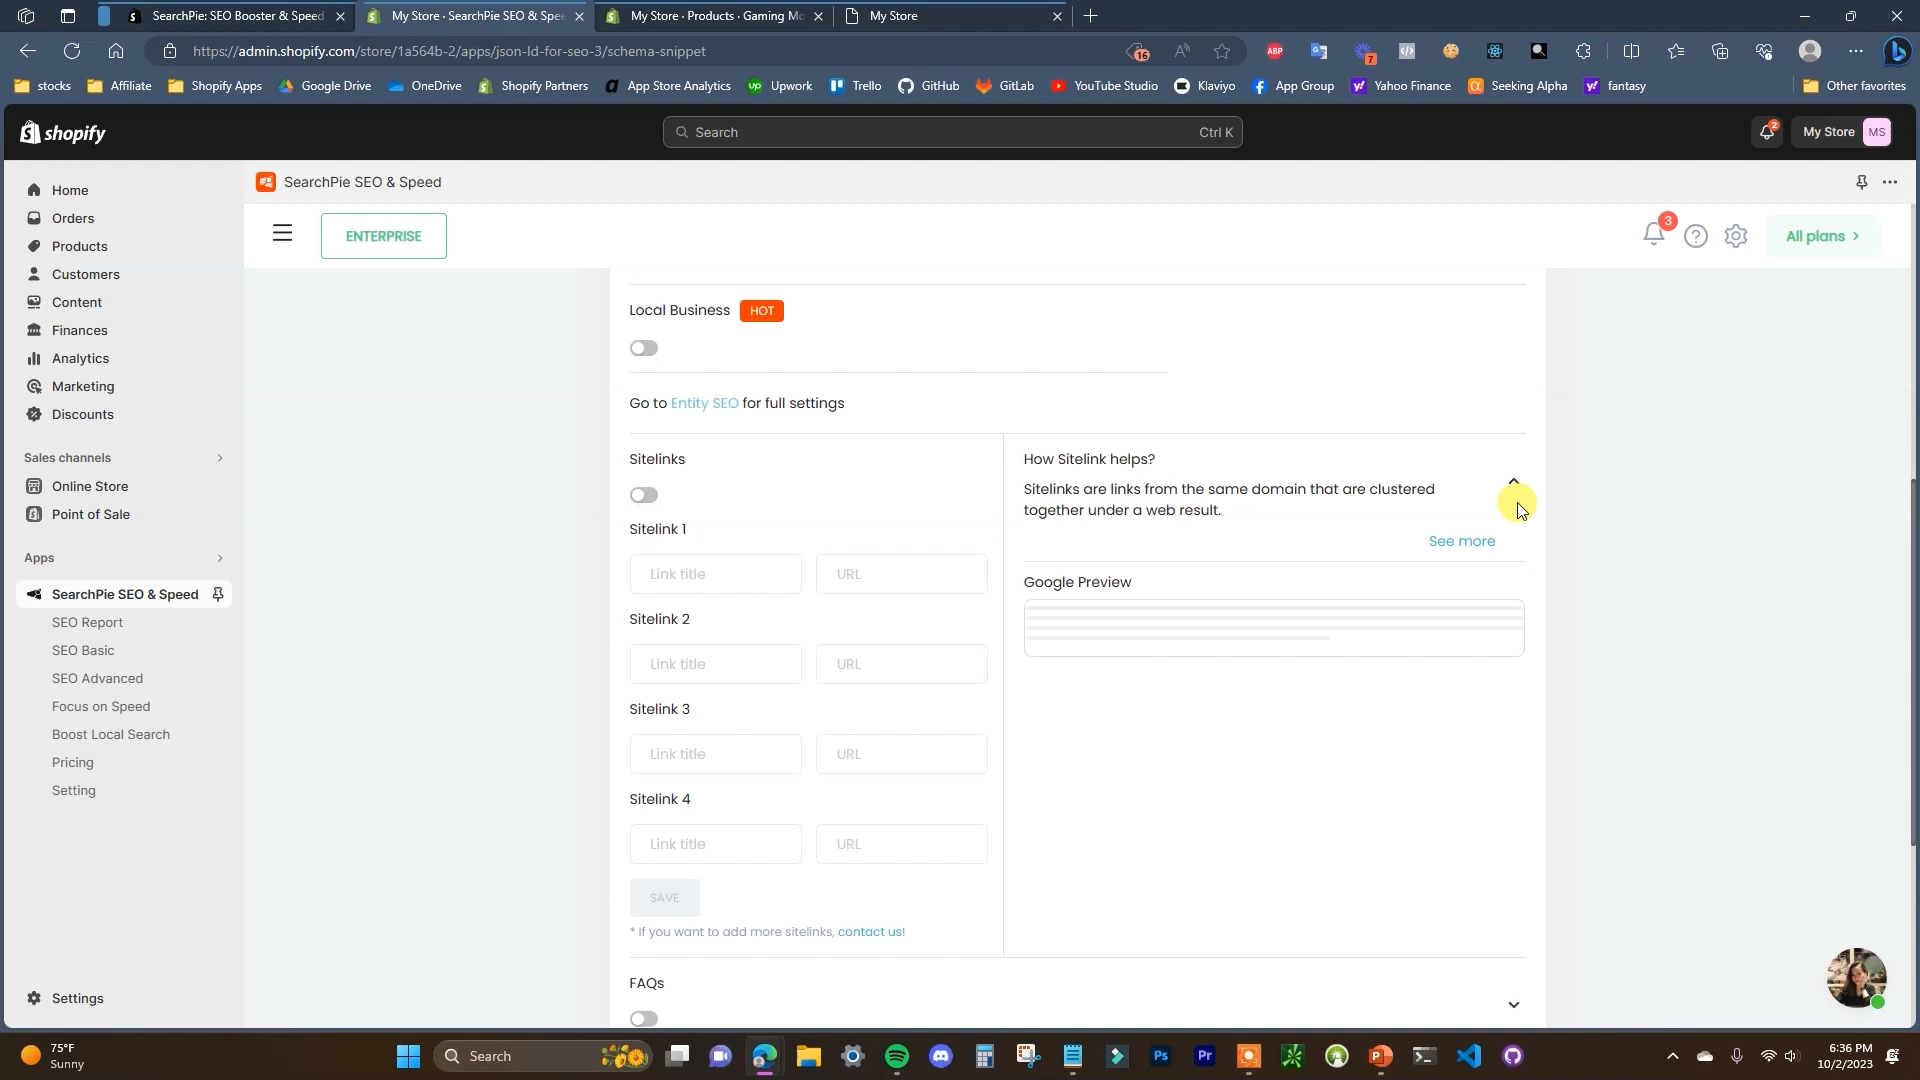 SearchPie: SEO Booster & Speed
My Store · SearchPie SEO & Spee
My Store · Products · Gaming Mo
My Store
https://admin.shopify.com/store/1a564b-2/apps/json-ld-for-seo-3/schema-snippet
16
ABP
7
stocks
Affiliate
Shopify Apps
Google Drive
OneDrive
Shopify Partners
App Store Analytics
Upwork
Trello
GitHub
GitLab
YouTube Studio
Klaviyo
App Group
Yahoo Finance
Seeking Alpha
fantasy
Other favorites
shopify
Search
Ctrl K
2
My Store
MS
Home
Orders
Products
Customers
Content
Finances
Analytics
Marketing
Discounts
Sales channels
Online Store
Point of Sale
Apps
SearchPie SEO & Speed
SEO Report
SEO Basic
SEO Advanced
Focus on Speed
Boost Local Search
Pricing
Setting
Settings
SearchPie SEO & Speed
ENTERPRISE
3
All plans >
Local Business HOT
Go to Entity SEO for full settings
Sitelinks
Sitelink 1
Link title URL
Sitelink 2
Link title URL
Sitelink 3
Link title URL
Sitelink 4
Link title URL
SAVE
* If you want to add more sitelinks, contact us!
How Sitelink helps?
Sitelinks are links from the same domain that are clustered
together under a web result.
See more
Google Preview
FAQs
75°F
Sunny
Search
Ps
Pr
6:36 PM
10/2/2023